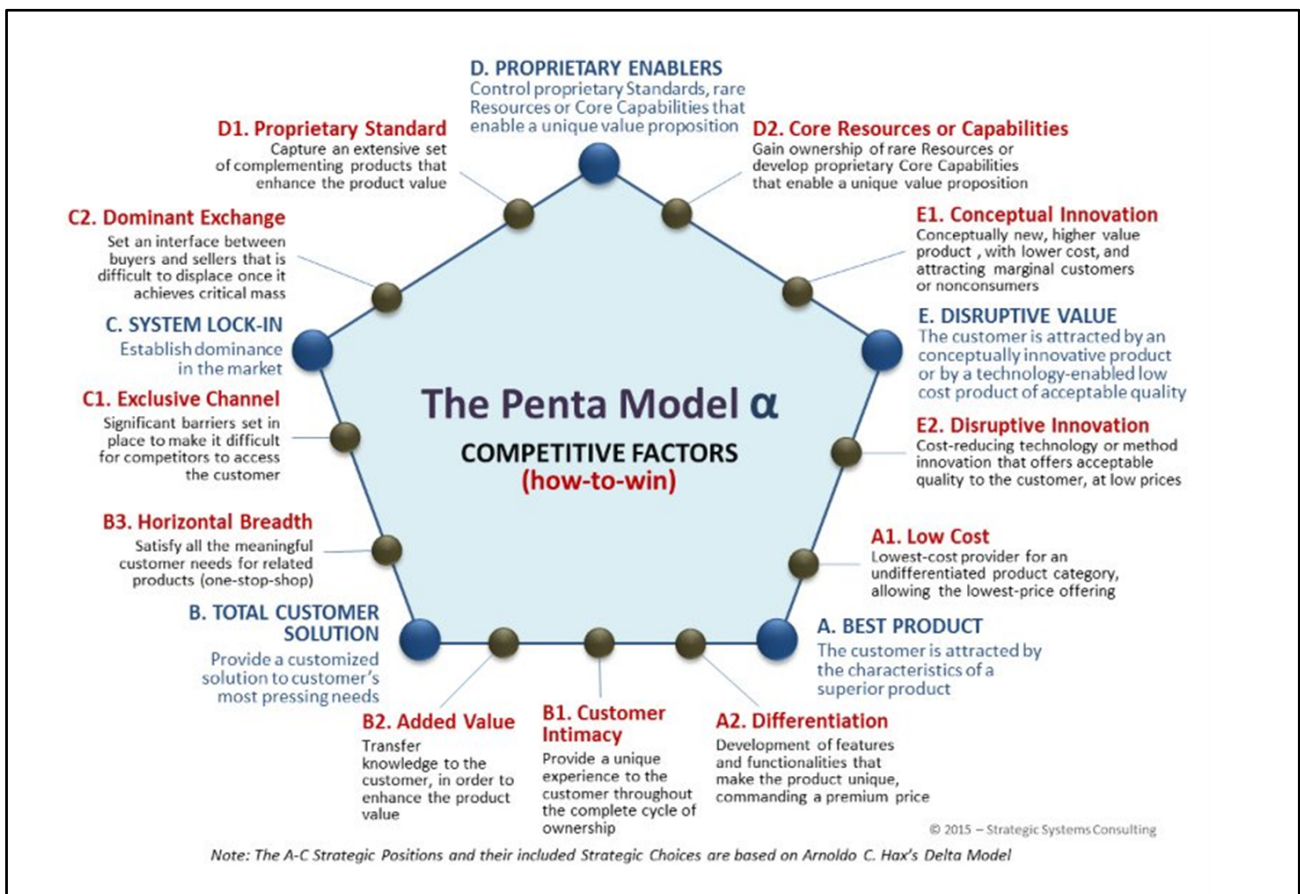 D. PROPRIETARY ENABLERS
Control proprietary Standards, rare
Resources or Core Capabilities that
enable a unique value proposition
D1. Proprietary Standard
Capture an extensive set
of complementing products that
enhance the product value
D2. Core Resources or Capabilities
Gain ownership of rare Resources or
develop proprietary Core Capabilities
that enable a unique value proposition
C2. Dominant Exchange
Set an interface between
buyers and sellers that is
difficult to displace once it
achieves critical mass
E1. Conceptual Innovation
Conceptually new, higher value
product , with lower cost, and
attracting marginal customers
or nonconsumers
C. SYSTEM LOCK-IN
Establish dominance
in the market
E. DISRUPTIVE VALUE
The customer is attracted by an
conceptually innovative product
or by a technology-enabled low
cost product of acceptable quality
The Penta Model α
COMPETITIVE FACTORS
(how-to-win)
C1. Exclusive Channel
Significant barriers set in
place to make it difficult
for competitors to access
the customer
E2. Disruptive Innovation
Cost-reducing technology or method
innovation that offers acceptable
quality to the customer, at low prices
B3. Horizontal Breadth
Satisfy all the meaningful
customer needs for related
products (one-stop-shop)
A1. Low Cost
Lowest-cost provider for an
undifferentiated product category,
allowing the lowest-price offering
B. TOTAL CUSTOMER
SOLUTION
Provide a customized
solution to customer's
most pressing needs
A. BEST PRODUCT
The customer is attracted by
the characteristics of a
superior product
B2. Added Value
Transfer
knowledge to the
customer, in order to
enhance the product
value
B1. Customer
Intimacy
Provide a unique
experience to the
customer throughout
the complete cycle of
ownership
A2. Differentiation
Development of features
and functionalities that
make the product unique,
commanding a premium price
© 2015 – Strategic Systems Consulting
Note: The A-C Strategic Positions and their included Strategic Choices are based on Arnoldo C. Hax's Delta Model